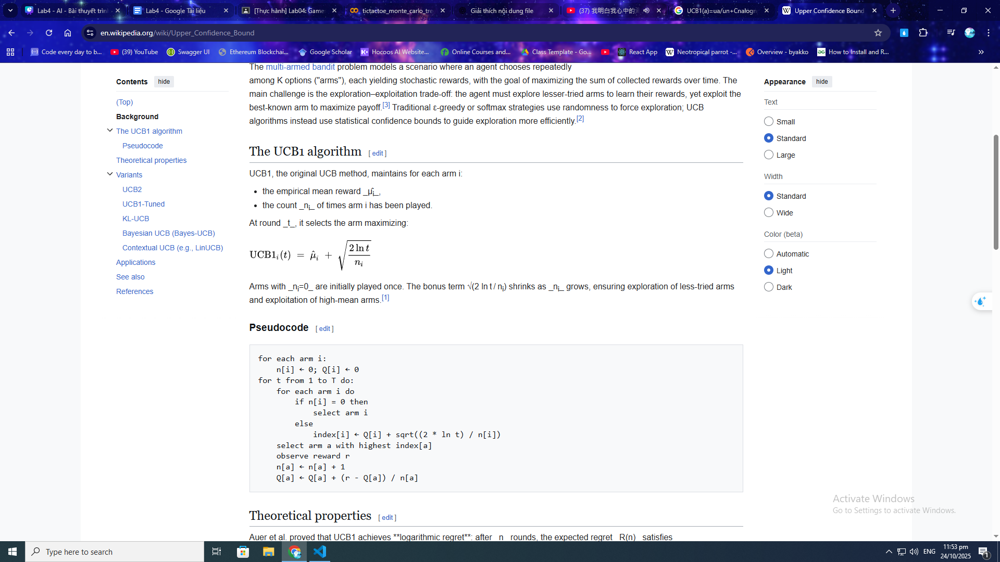 Lab4 - AI - Bài thuyết trình
Lab4 - Google Tài liệu
[Thực hành] Lab04: Game
tictactoe_monte_carlo_tre
Giải thích nội dung file
(37) 我明白我心中的
UCB1(a)=ua/un+Cnalogn
Upper Confidence Bound
en.wikipedia.org/wiki/Upper_Confidence_Bound
Code every day to b...
(39) YouTube
Swagger UI
Ethereum Blockchai...
Google Scholar
Hocoos AI Website...
Online Courses and...
Class Template - Go...
React App
Neotropical parrot -...
Overview - byakko
How to Install and R...
Contents hide
(Top)
Background
The UCB1 algorithm
Pseudocode
Theoretical properties
Variants
UCB2
UCB1-Tuned
KL-UCB
Bayesian UCB (Bayes-UCB)
Contextual UCB (e.g., LinUCB)
Applications
See also
References
The multi-armed bandit problem models a scenario where an agent chooses repeatedly
among K options ("arms"), each yielding stochastic rewards, with the goal of maximizing the sum of collected rewards over time. The
main challenge is the exploration–exploitation trade-off: the agent must explore lesser-tried arms to learn their rewards, yet exploit the
best-known arm to maximize payoff.[3] Traditional ε-greedy or softmax strategies use randomness to force exploration; UCB
algorithms instead use statistical confidence bounds to guide exploration more efficiently.[2]
The UCB1 algorithm [ edit ]
UCB1, the original UCB method, maintains for each arm i:
• the empirical mean reward _μ̂ᵢ_,
• the count _nᵢ_ of times arm i has been played.
At round _t_, it selects the arm maximizing:
UCB1ᵢ(t) = μ̂ᵢ + √(2 ln t / nᵢ)
Arms with _nᵢ=0_ are initially played once. The bonus term √(2 ln t / nᵢ) shrinks as _nᵢ_ grows, ensuring exploration of less-tried arms
and exploitation of high-mean arms.[1]
Pseudocode [ edit ]
for each arm i:
    n[i] ← 0; Q[i] ← 0
for t from 1 to T do:
    for each arm i do
        if n[i] = 0 then
            select arm i
        else
            index[i] ← Q[i] + sqrt((2 * ln t) / n[i])
    select arm a with highest index[a]
    observe reward r
    n[a] ← n[a] + 1
    Q[a] ← Q[a] + (r - Q[a]) / n[a]
Theoretical properties [ edit ]
Auer et al. proved that UCB1 achieves **logarithmic regret**: after _n_ rounds, the expected regret _R(n)_ satisfies
Appearance hide
Text
Small
Standard
Large
Width
Standard
Wide
Color (beta)
Automatic
Light
Dark
Activate Windows
Go to Settings to activate Windows.
Type here to search
ENG
11:53 pm
24/10/2025
1